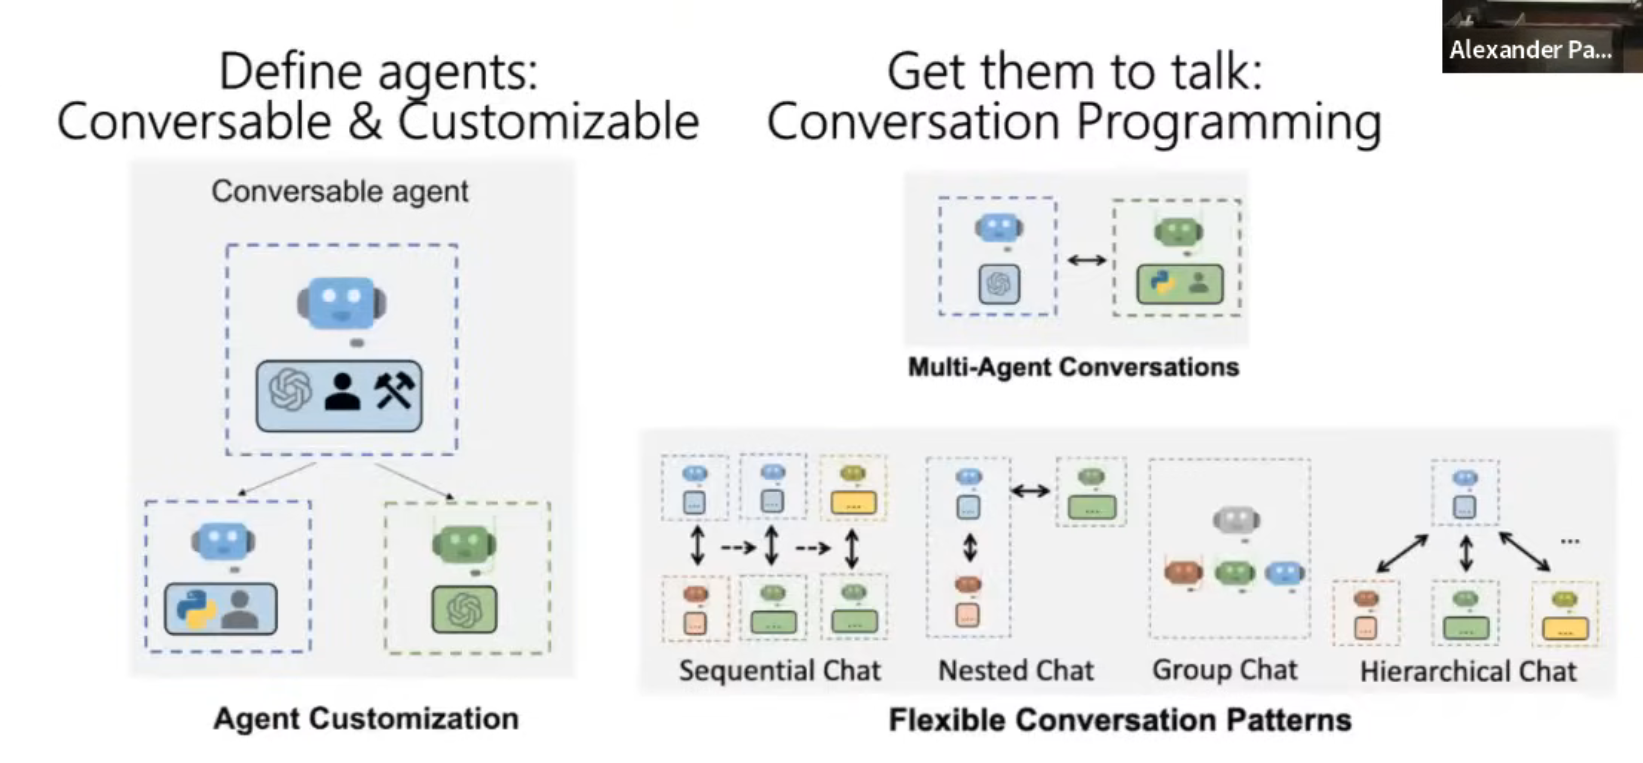 Define agents:
Conversable & Customizable
Conversable agent
Agent Customization
Get them to talk:
Conversation Programming
Alexander Pa...
Multi-Agent Conversations
...
Sequential Chat
Nested Chat
Group Chat
Hierarchical Chat
Flexible Conversation Patterns